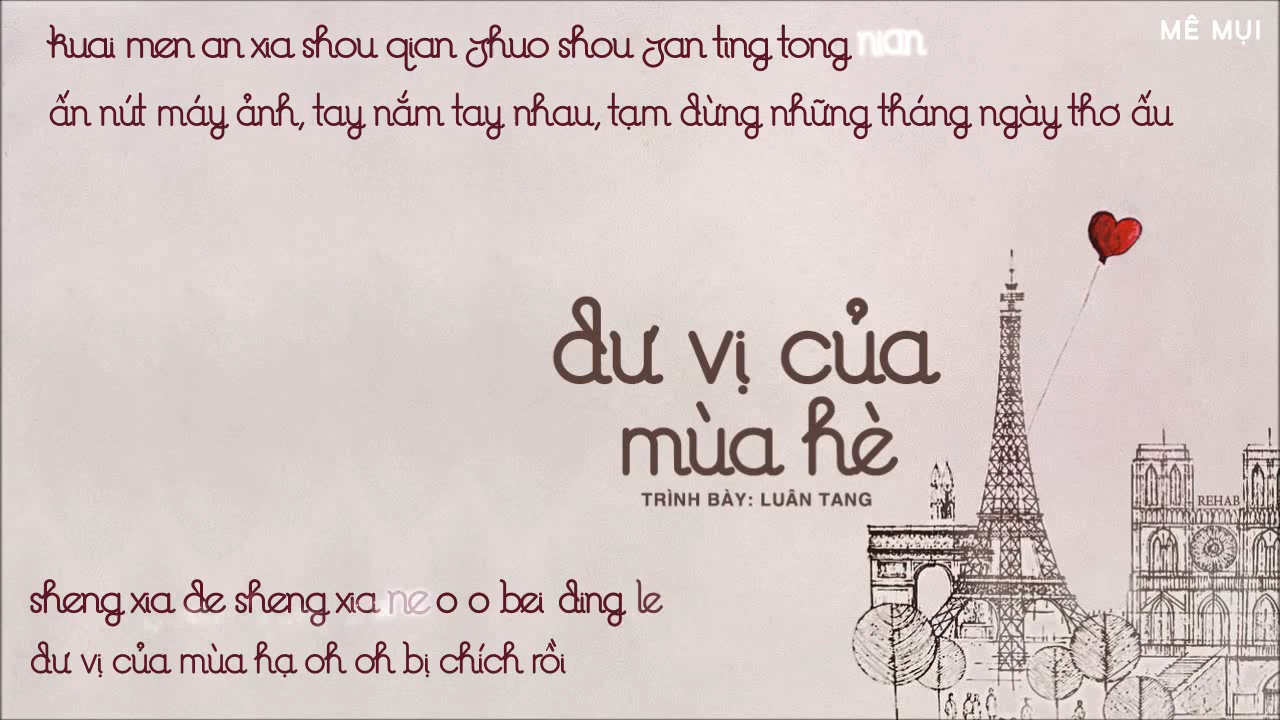 kuai men an xia shou qian zhuo shou zan ting tong nian
MÊ MỤI
ấn nút máy ảnh, tay nắm tay nhau, tạm dừng những tháng ngày thơ ấu
dư vị của
mùa hè
TRÌNH BÀY: LUÂN TANG
REHAB
sheng xia de sheng xia ne o o bei ding le
dư vị của mùa hạ oh oh bị chích rồi